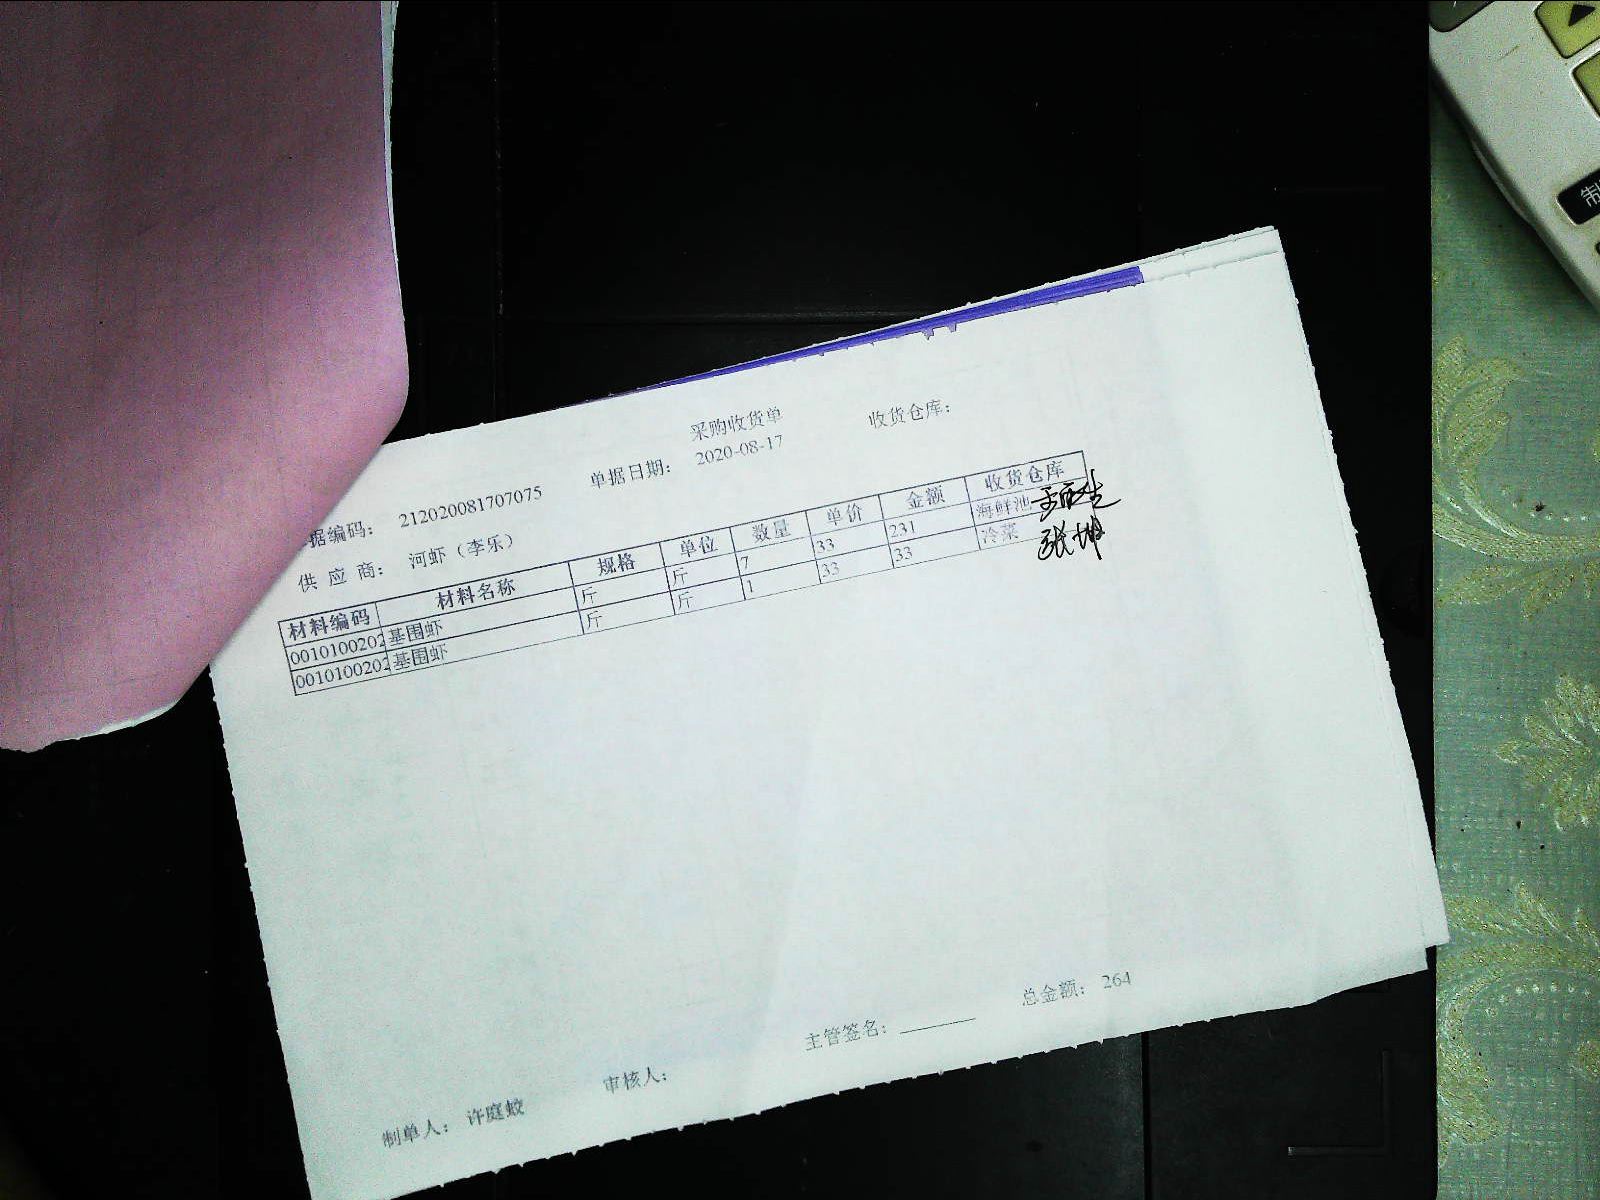 采购收货单
收货仓库：
据编码： 212020081707075 单据日期： 2020-08-17
供 应 商： 河虾（李乐）
材料编码 材料名称 规格 单位 数量 单价 金额 收货仓库
0010100202 基围虾 斤 斤 7 33 231 海鲜池
0010100202 基围虾 斤 斤 1 33 33 冷菜
张坤
总金额： 264
制单人： 许庭蛟 审核人： 主管签名：
制